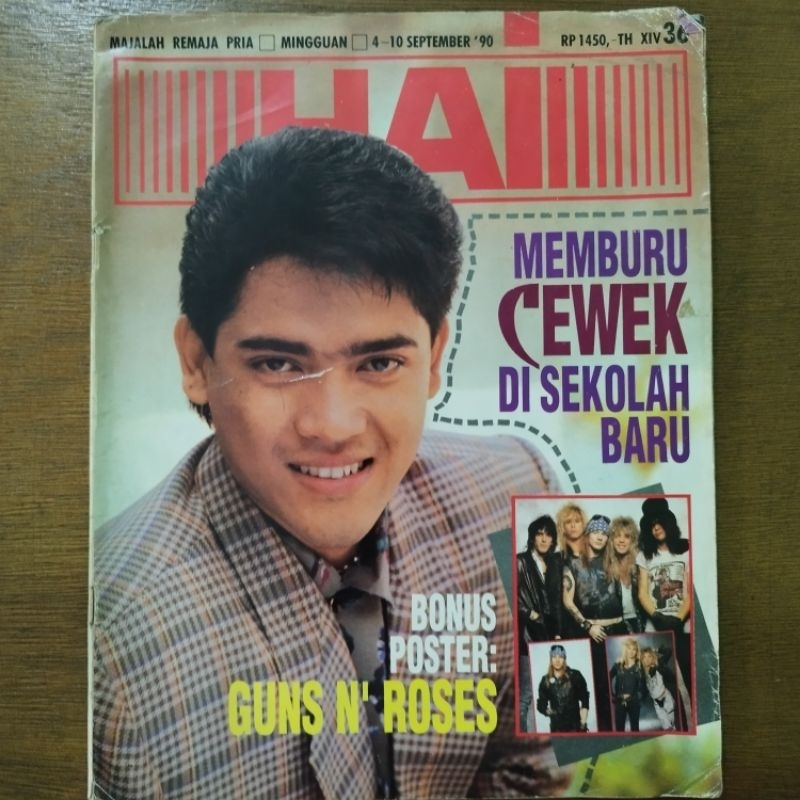 MAJALAH REMAJA PRIA □ MINGGUAN □ 4-10 SEPTEMBER '90 RP 1450,-TH XIV 36
HAI
MEMBURU
CEWEK
DI SEKOLAH
BARU
BONUS
POSTER:
GUNS N' ROSES